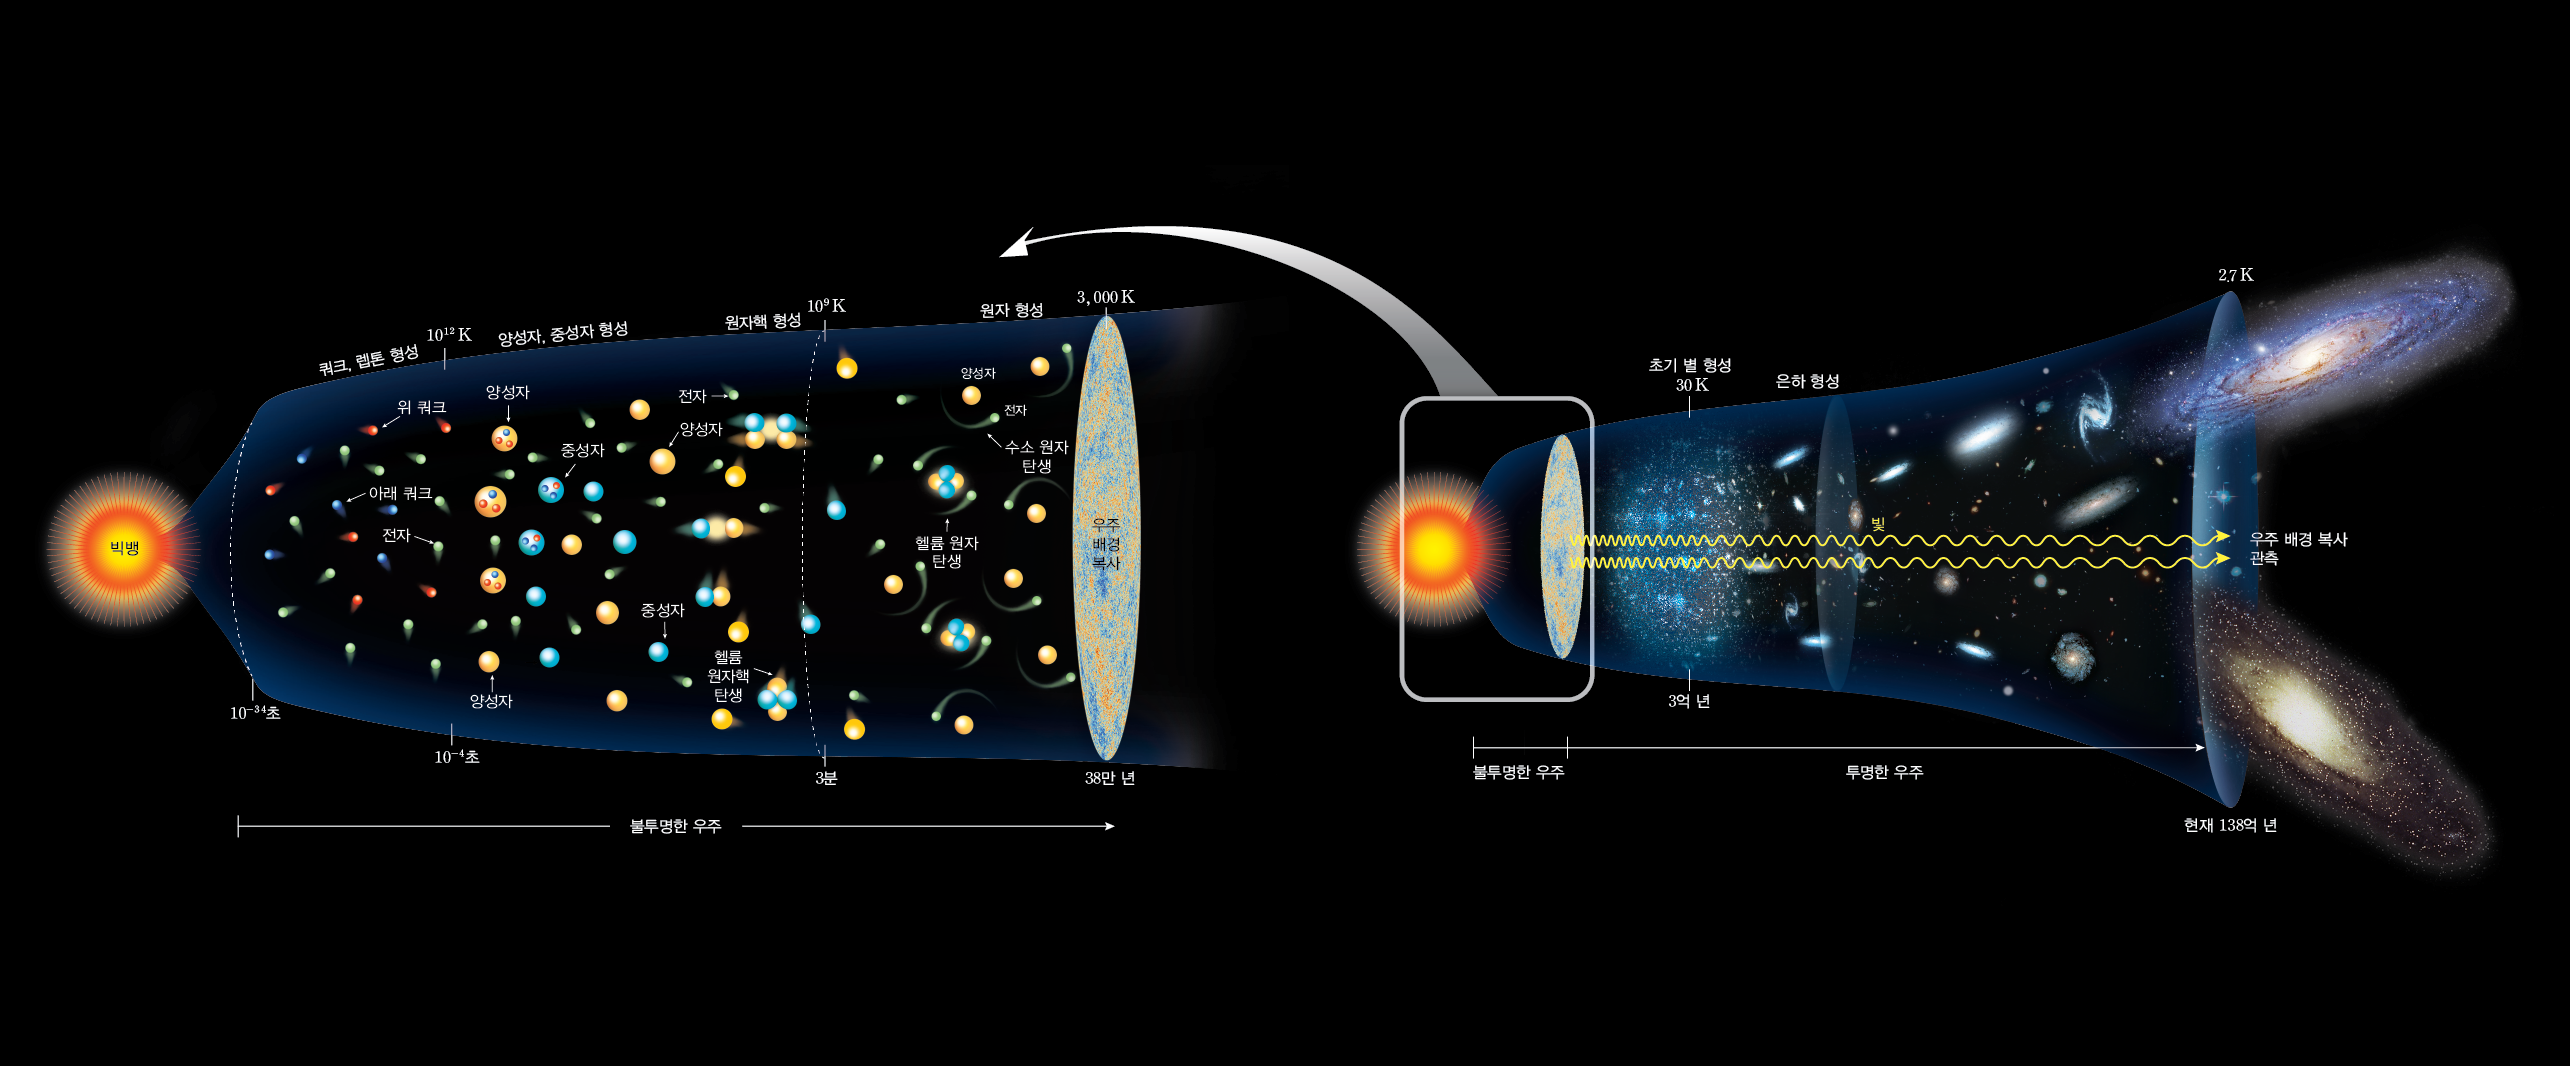 빅뱅
10⁻³⁴초
쿼크, 렙톤 형성
10¹² K
양성자, 중성자 형성
원자핵 형성
10⁹ K
원자 형성
3,000 K
위 쿼크
아래 쿼크
전자
양성자
중성자
양성자
전자
양성자
중성자
헬륨
원자핵
탄생
양성자
전자
수소 원자
탄생
헬륨 원자
탄생
우주
배경
복사
10⁻⁴초
3분
38만 년
불투명한 우주
초기 별 형성
30 K
은하 형성
2.7 K
빛
우주 배경 복사
관측
3억 년
불투명한 우주
투명한 우주
현재 138억 년